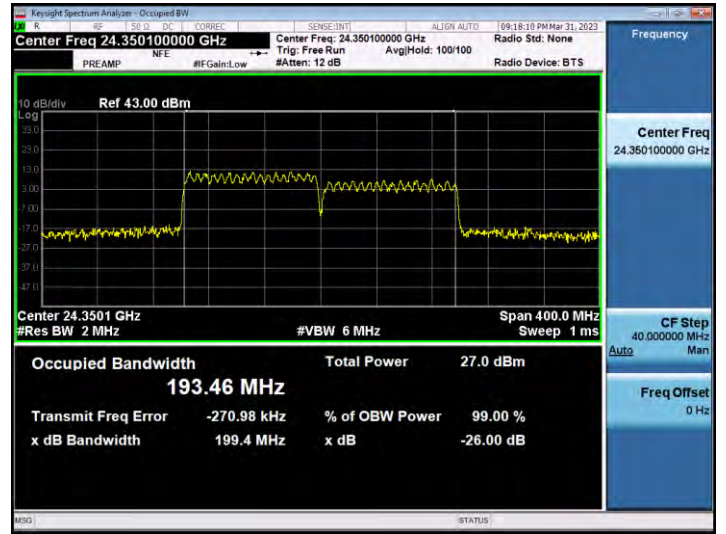 Keysight Spectrum Analyzer - Occupied BW
R RF 50 Ω DC CORREC SENSE:INT ALIGN AUTO 09:18:10 PM Mar 31, 2023
Center Freq 24.350100000 GHz Center Freq: 24.350100000 GHz Radio Std: None
NFE Trig: Free Run Avg|Hold: 100/100
PREAMP #IFGain:Low #Atten: 12 dB Radio Device: BTS
Frequency
10 dB/div Ref 43.00 dBm
Log
33.0
23.0
13.0
3.00
-7.00
-17.0
-27.0
-37.0
-47.0
Center Freq
24.350100000 GHz
Center 24.3501 GHz Span 400.0 MHz
#Res BW 2 MHz #VBW 6 MHz Sweep 1 ms
CF Step
40.000000 MHz
Auto Man
Occupied Bandwidth Total Power 27.0 dBm
193.46 MHz
Transmit Freq Error -270.98 kHz % of OBW Power 99.00 %
x dB Bandwidth 199.4 MHz x dB -26.00 dB
Freq Offset
0 Hz
MSG STATUS